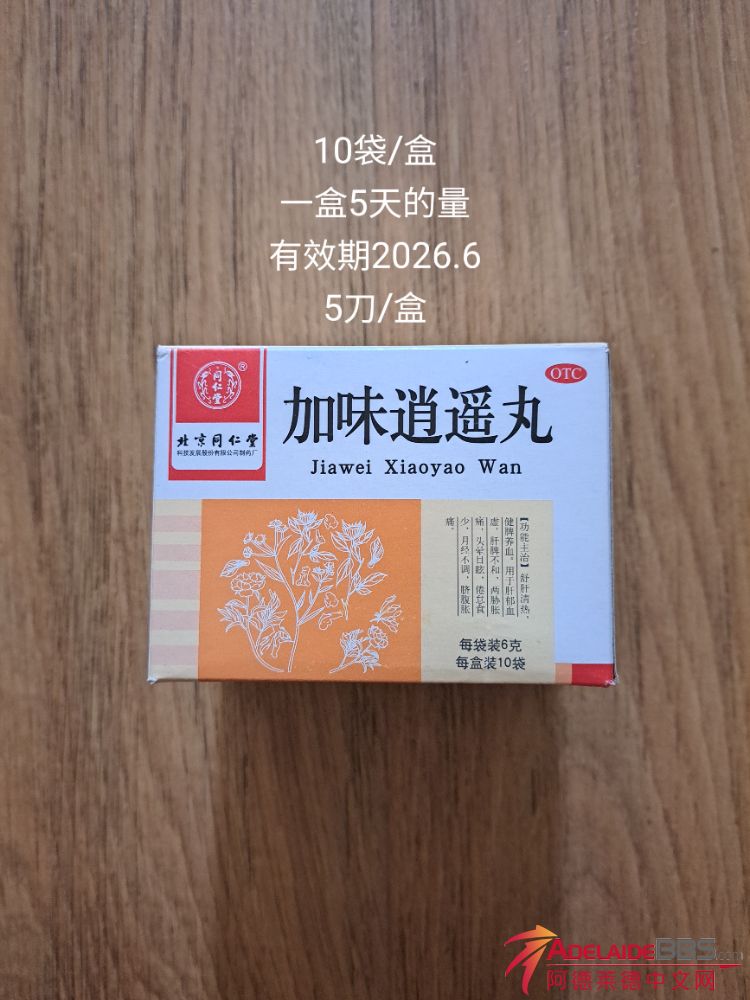 10袋/盒
一盒5天的量
有效期2026.6
5刀/盒
同仁堂
®
北京同仁堂
科技发展股份有限公司制药厂
OTC
加味逍遥丸
Jiawei Xiaoyao Wan
【功能主治】舒肝清热，
健脾养血。用于肝郁血
虚，肝脾不和，两胁胀
痛，头晕目眩，倦怠食
少，月经不调，脐腹胀
痛。
每袋装6克
每盒装10袋
ADELAIDEBBS.com
阿德莱德中文网